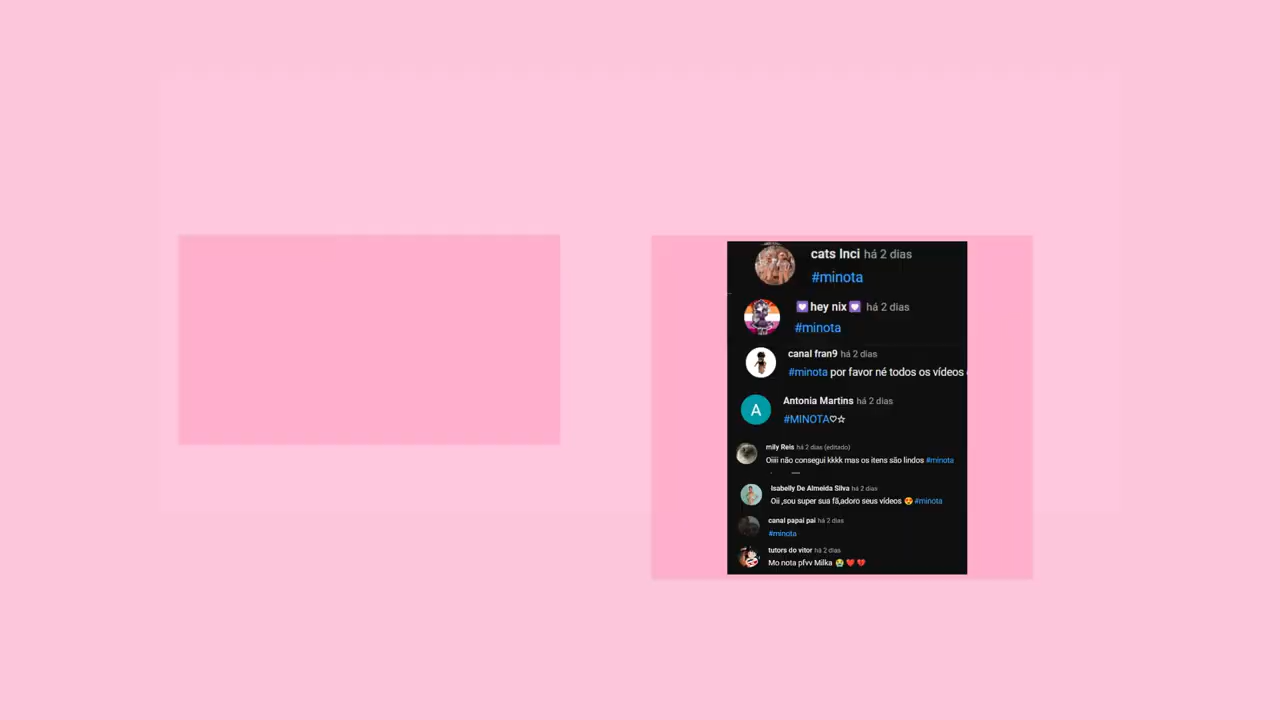 cats Inci há 2 dias
#minota
💟hey nix💟 há 2 dias
#minota
canal fran9 há 2 dias
#minota por favor né todos os vídeos
A
Antonia Martins há 2 dias
#MINOTA♡☆
mily Reis há 2 dias (editado)
Oiiii não consegui kkkk mas os itens são lindos #minota
Isabelly De Almeida Silva há 2 dias
Oii ,sou super sua fã,adoro seus vídeos 😍 #minota
canal papai pai há 2 dias
#minota
tutors do vitor há 2 dias
Mo nota pfvv Milka 😭❤️💔